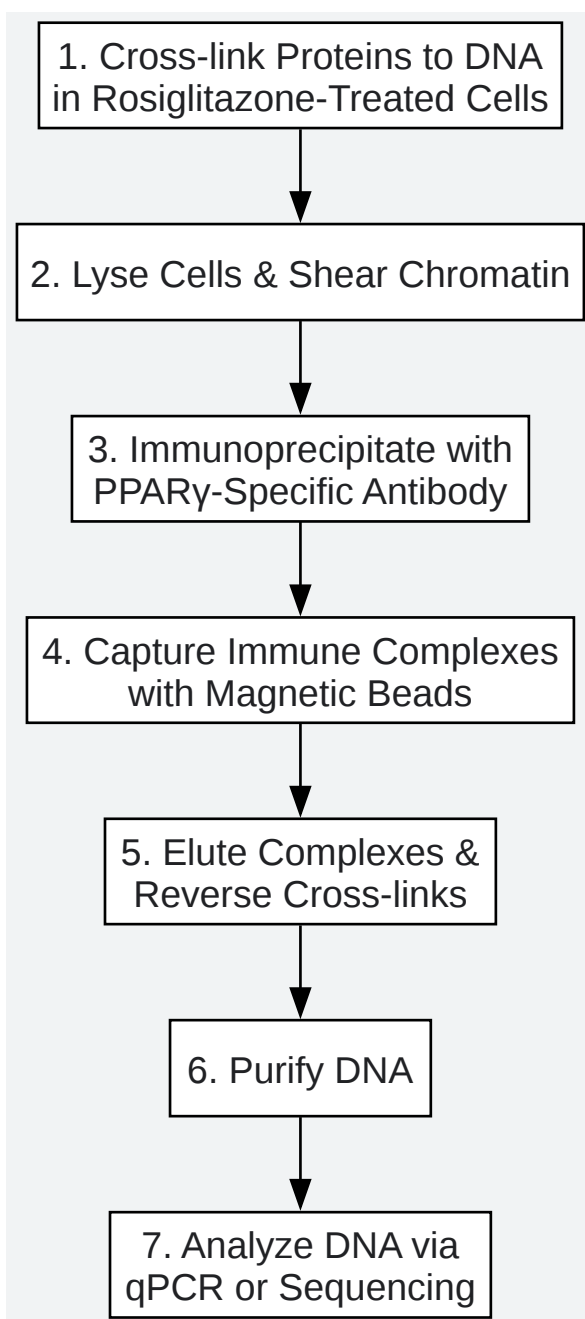 1. Cross-link Proteins to DNA
in Rosiglitazone-Treated Cells
2. Lyse Cells & Shear Chromatin
3. Immunoprecipitate with
PPARγ-Specific Antibody
4. Capture Immune Complexes
with Magnetic Beads
5. Elute Complexes &
Reverse Cross-links
6. Purify DNA
7. Analyze DNA via
qPCR or Sequencing